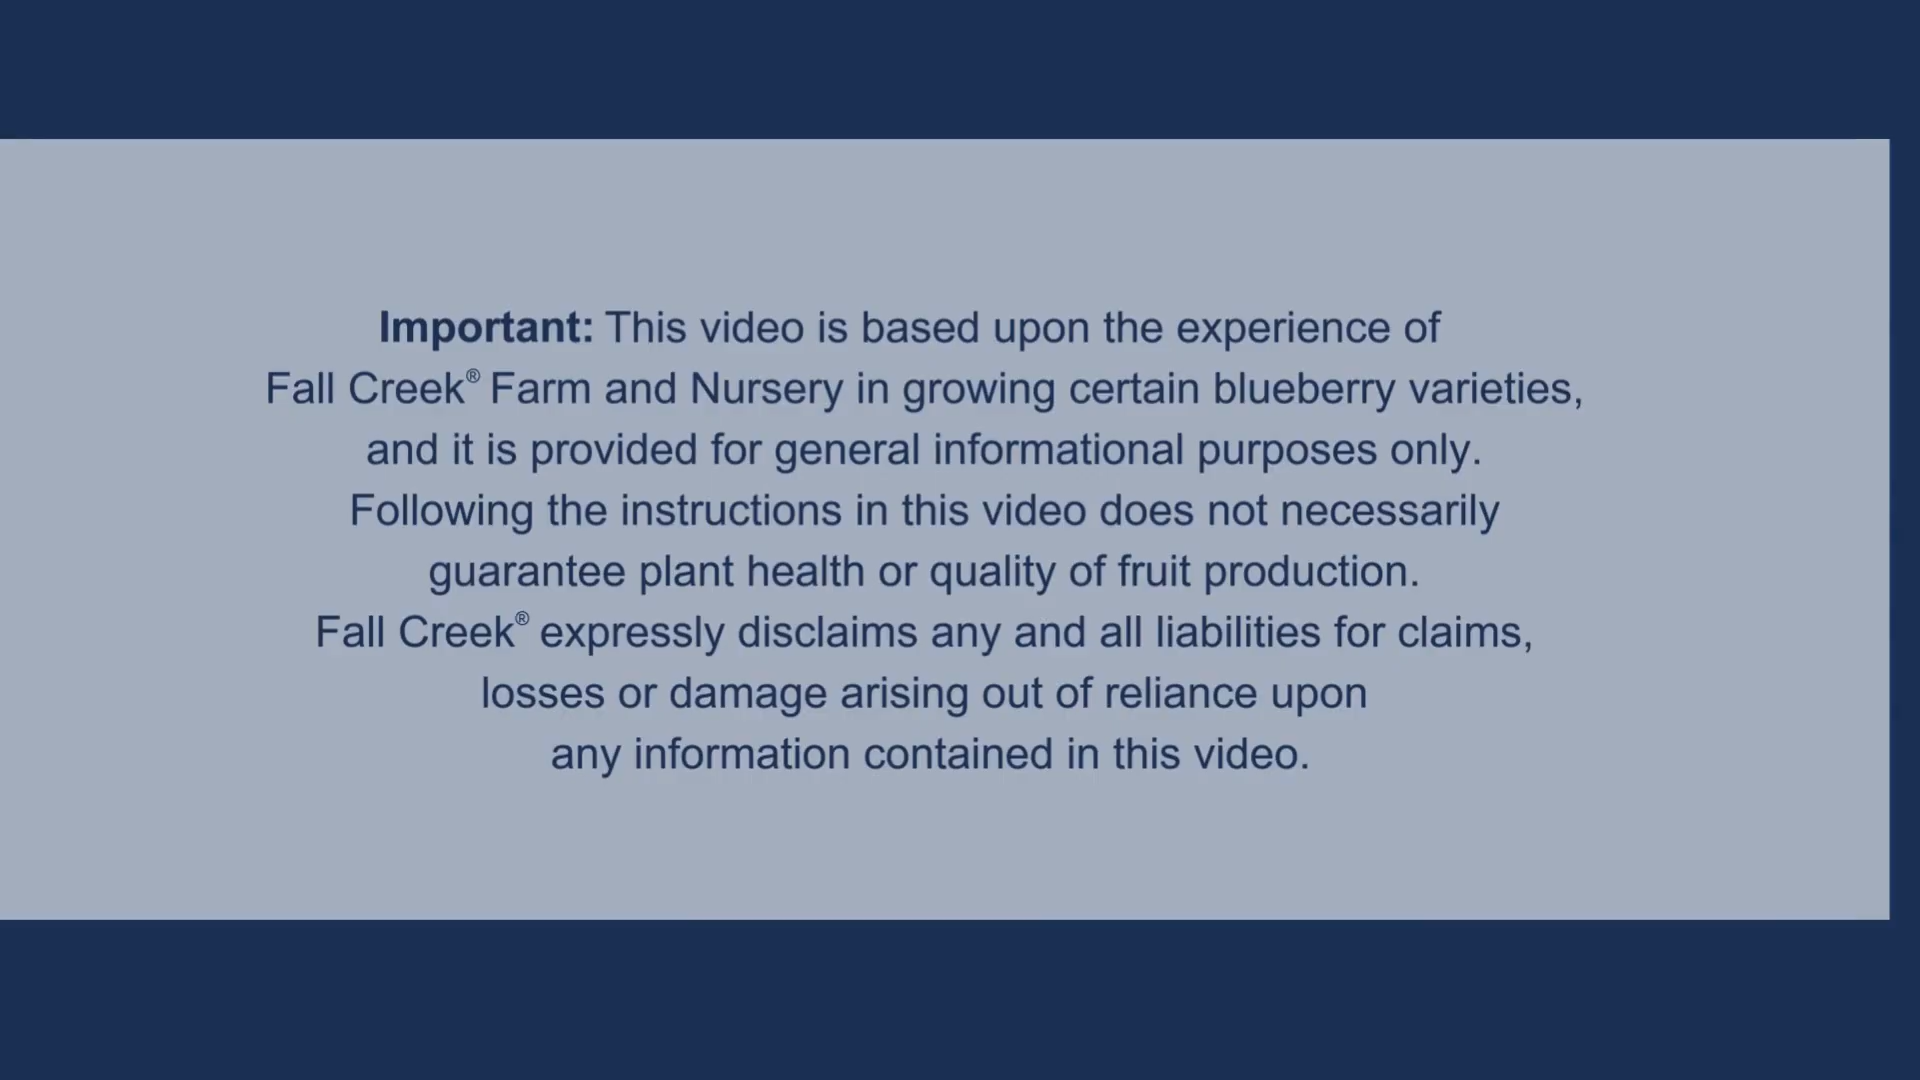 Important: This video is based upon the experience of
Fall Creek® Farm and Nursery in growing certain blueberry varieties,
and it is provided for general informational purposes only.
Following the instructions in this video does not necessarily
guarantee plant health or quality of fruit production.
Fall Creek® expressly disclaims any and all liabilities for claims,
losses or damage arising out of reliance upon
any information contained in this video.